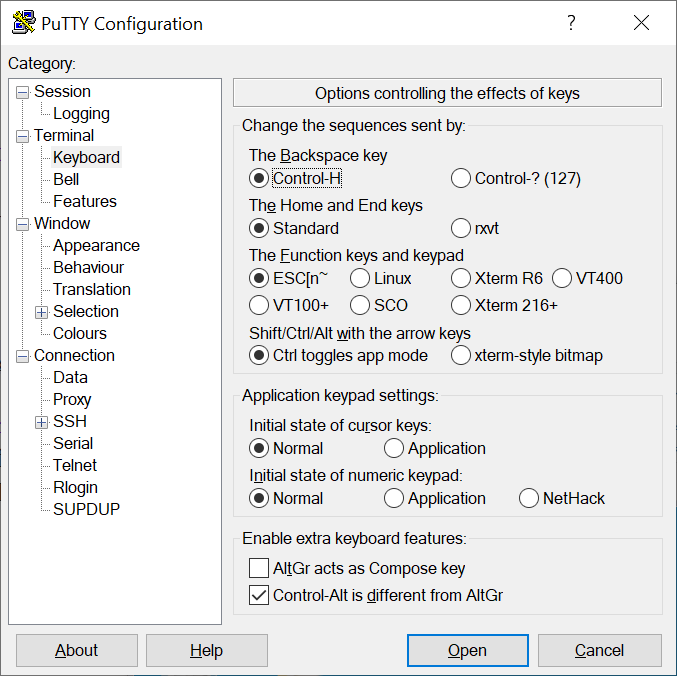 PuTTY Configuration
Category:
Session
Logging
Terminal
Keyboard
Bell
Features
Window
Appearance
Behaviour
Translation
Selection
Colours
Connection
Data
Proxy
SSH
Serial
Telnet
Rlogin
SUPDUP
Options controlling the effects of keys
Change the sequences sent by:
The Backspace key
Control-H Control-? (127)
The Home and End keys
Standard rxvt
The Function keys and keypad
ESC[n~ Linux Xterm R6 VT400
VT100+ SCO Xterm 216+
Shift/Ctrl/Alt with the arrow keys
Ctrl toggles app mode xterm-style bitmap
Application keypad settings:
Initial state of cursor keys:
Normal Application
Initial state of numeric keypad:
Normal Application NetHack
Enable extra keyboard features:
AltGr acts as Compose key
Control-Alt is different from AltGr
About Help Open Cancel